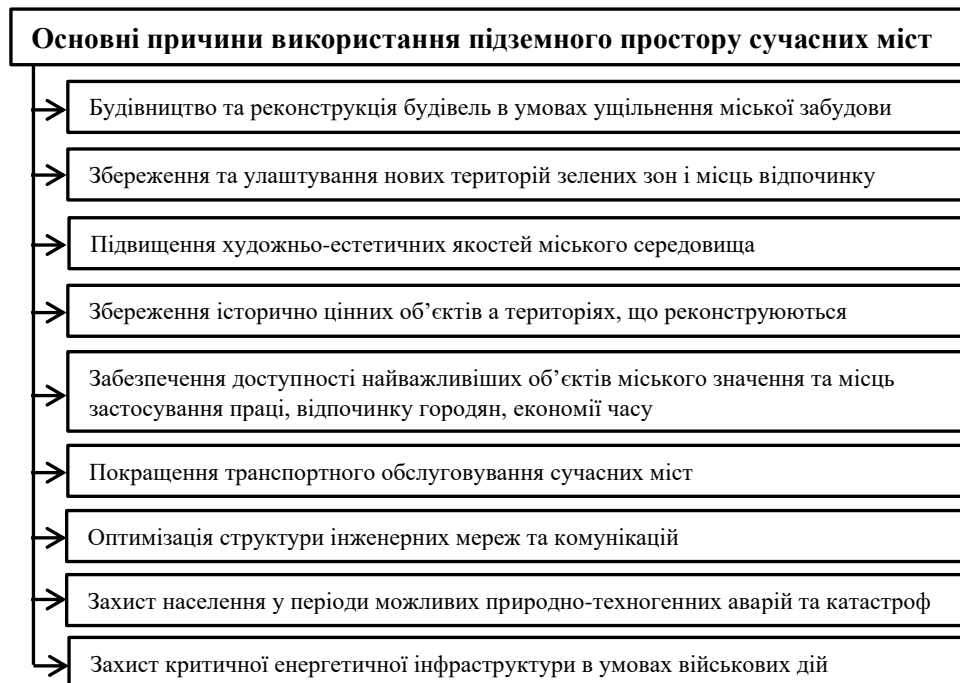 Основні причини використання підземного простору сучасних міст
Будівництво та реконструкція будівель в умовах ущільнення міської забудови
Збереження та улаштування нових територій зелених зон і місць відпочинку
Підвищення художньо-естетичних якостей міського середовища
Збереження історично цінних об’єктів а територіях, що реконструюються
Забезпечення доступності найважливіших об’єктів міського значення та місць
застосування праці, відпочинку городян, економії часу
Покращення транспортного обслуговування сучасних міст
Оптимізація структури інженерних мереж та комунікацій
Захист населення у періоди можливих природно-техногенних аварій та катастроф
Захист критичної енергетичної інфраструктури в умовах військових дій